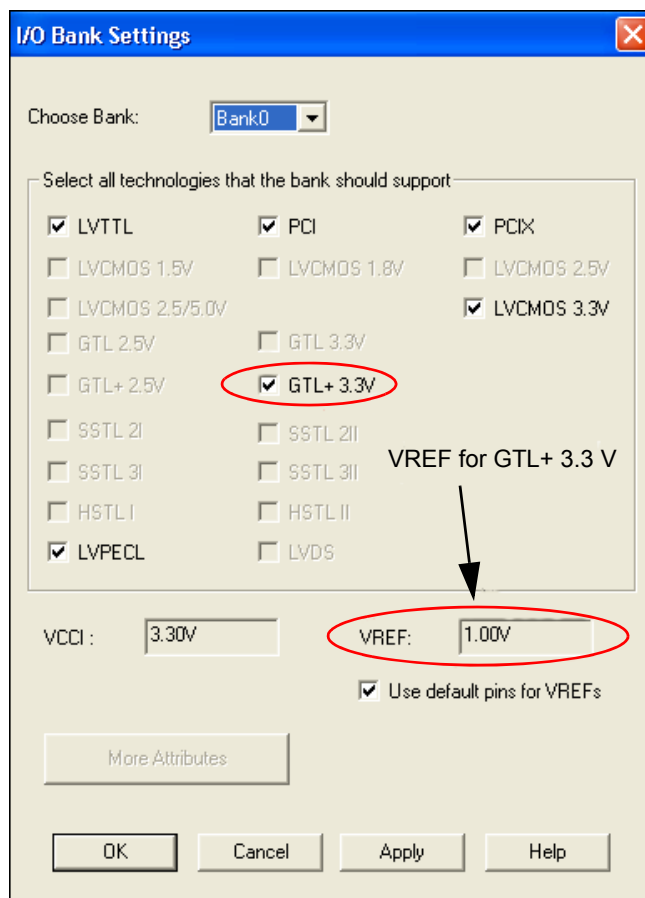 I/O Bank Settings
Choose Bank: Bank0
Select all technologies that the bank should support
LVTTL PCI PCIX
LVCMOS 1.5V LVCMOS 1.8V LVCMOS 2.5V
LVCMOS 2.5/5.0V LVCMOS 3.3V
GTL 2.5V GTL 3.3V
GTL+ 2.5V GTL+ 3.3V
SSTL 2I SSTL 2II
VREF for GTL+ 3.3 V
SSTL 3I SSTL 3II
HSTL I HSTL II
LVPECL LVDS
VCCI : 3.30V VREF: 1.00V
Use default pins for VREFs
More Attributes
OK Cancel Apply Help